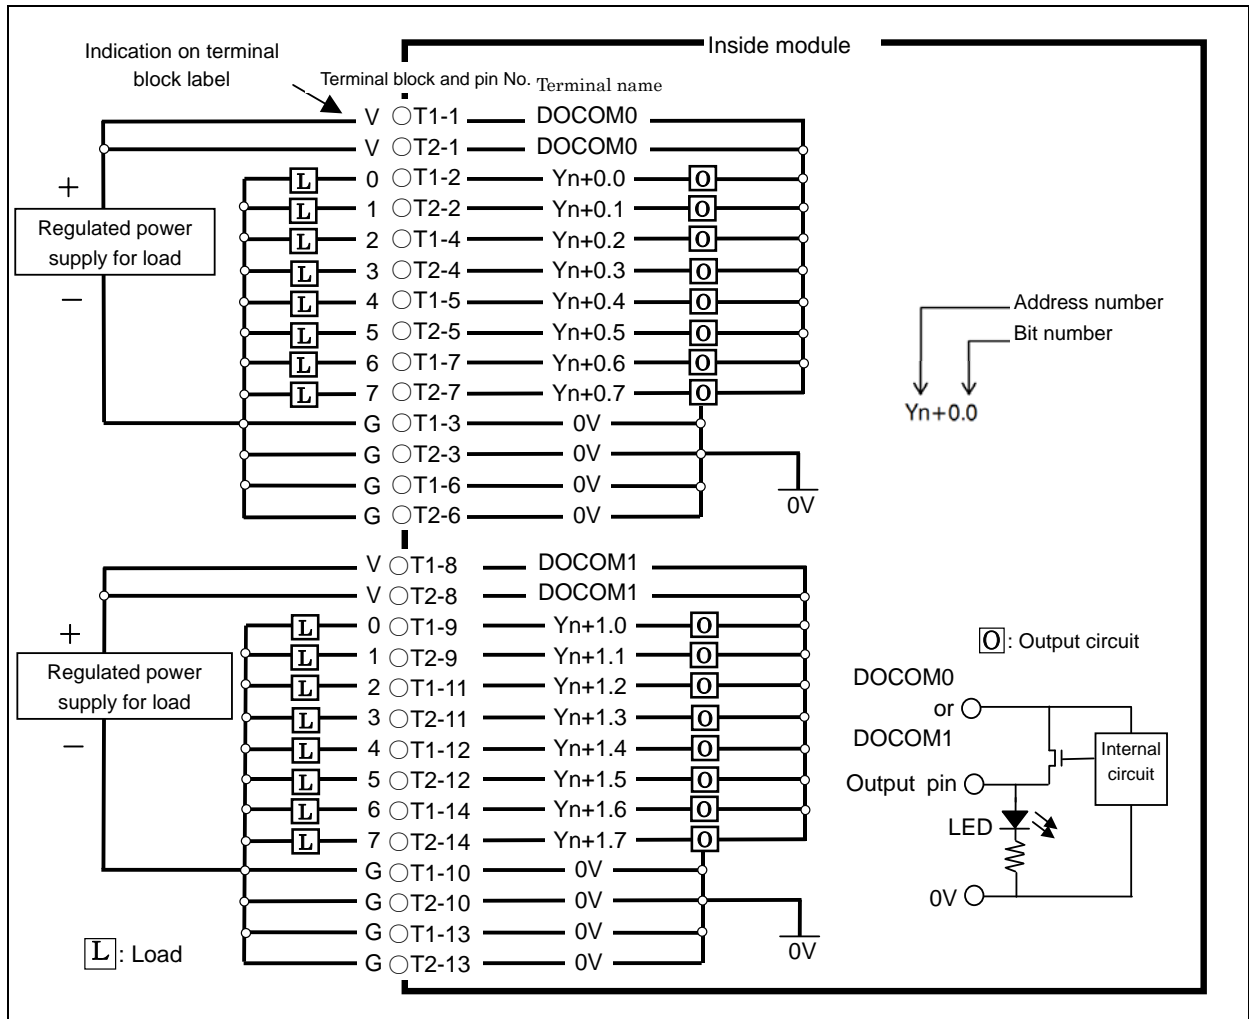 Inside module
Indication on terminal
block label
Terminal block and pin No. Terminal name
V T1-1 DOCOM0
V T2-1 DOCOM0
L 0 T1-2 Yn+0.0 O
L 1 T2-2 Yn+0.1 O
L 2 T1-4 Yn+0.2 O
L 3 T2-4 Yn+0.3 O
L 4 T1-5 Yn+0.4 O
L 5 T2-5 Yn+0.5 O
L 6 T1-7 Yn+0.6 O
L 7 T2-7 Yn+0.7 O
G T1-3 0V
G T2-3 0V
G T1-6 0V
G T2-6 0V
0V
+
Regulated power
supply for load
−
Address number
Bit number
Yn+0.0
V T1-8 DOCOM1
V T2-8 DOCOM1
L 0 T1-9 Yn+1.0 O
L 1 T2-9 Yn+1.1 O
L 2 T1-11 Yn+1.2 O
L 3 T2-11 Yn+1.3 O
L 4 T1-12 Yn+1.4 O
L 5 T2-12 Yn+1.5 O
L 6 T1-14 Yn+1.6 O
L 7 T2-14 Yn+1.7 O
G T1-10 0V
G T2-10 0V
G T1-13 0V
G T2-13 0V
0V
+
Regulated power
supply for load
−
L: Load
O: Output circuit
DOCOM0
or
DOCOM1
Internal
circuit
Output pin
LED
0V